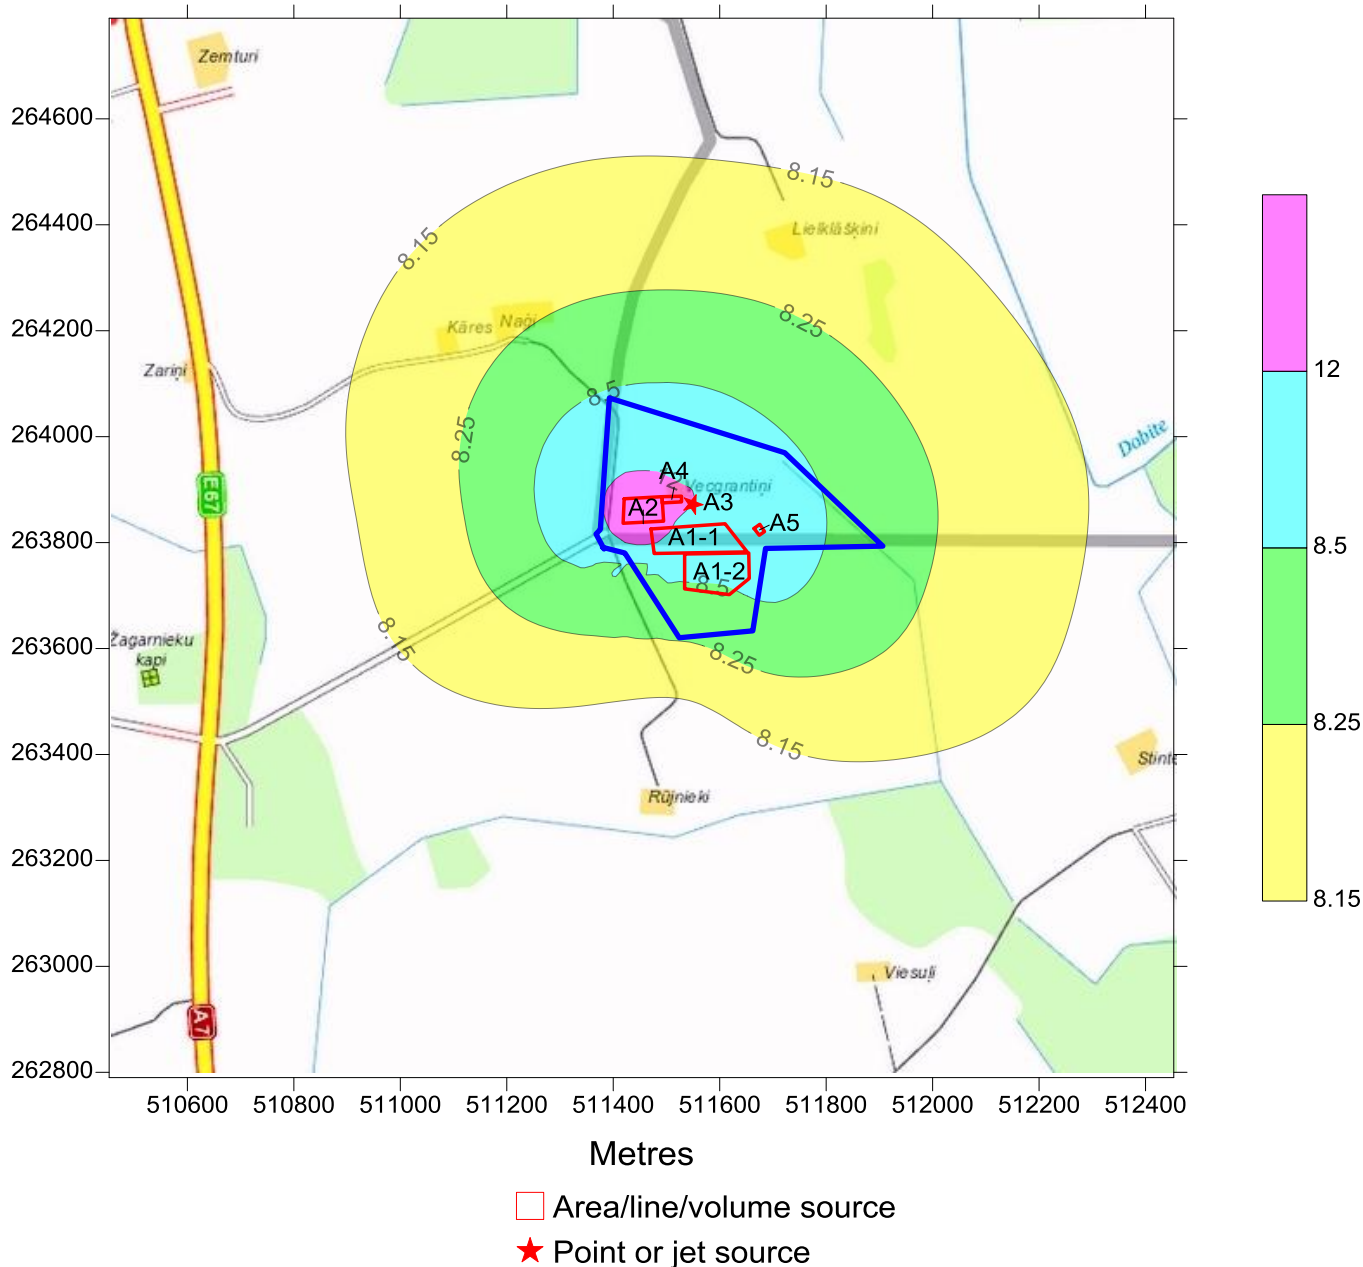 Zemturi
264600
8.15
264400
Lielklāšķini
8.15
8.25
264200
Kāres
Naģi
Zariņi
12
8.5
264000
8.25
Dobite
A4
12
Vecgrantiņi
E67
A2
A3
A5
263800
A1-1
8.5
A1-2
8.5
Žagarnieku
kapi
263600
8.15
8.25
8.25
263400
8.15
Stinte
Rūjnieki
263200
8.15
263000
Viesuļi
A7
262800
510600 510800 511000 511200 511400 511600 511800 512000 512200 512400
Metres
Area/line/volume source
Point or jet source